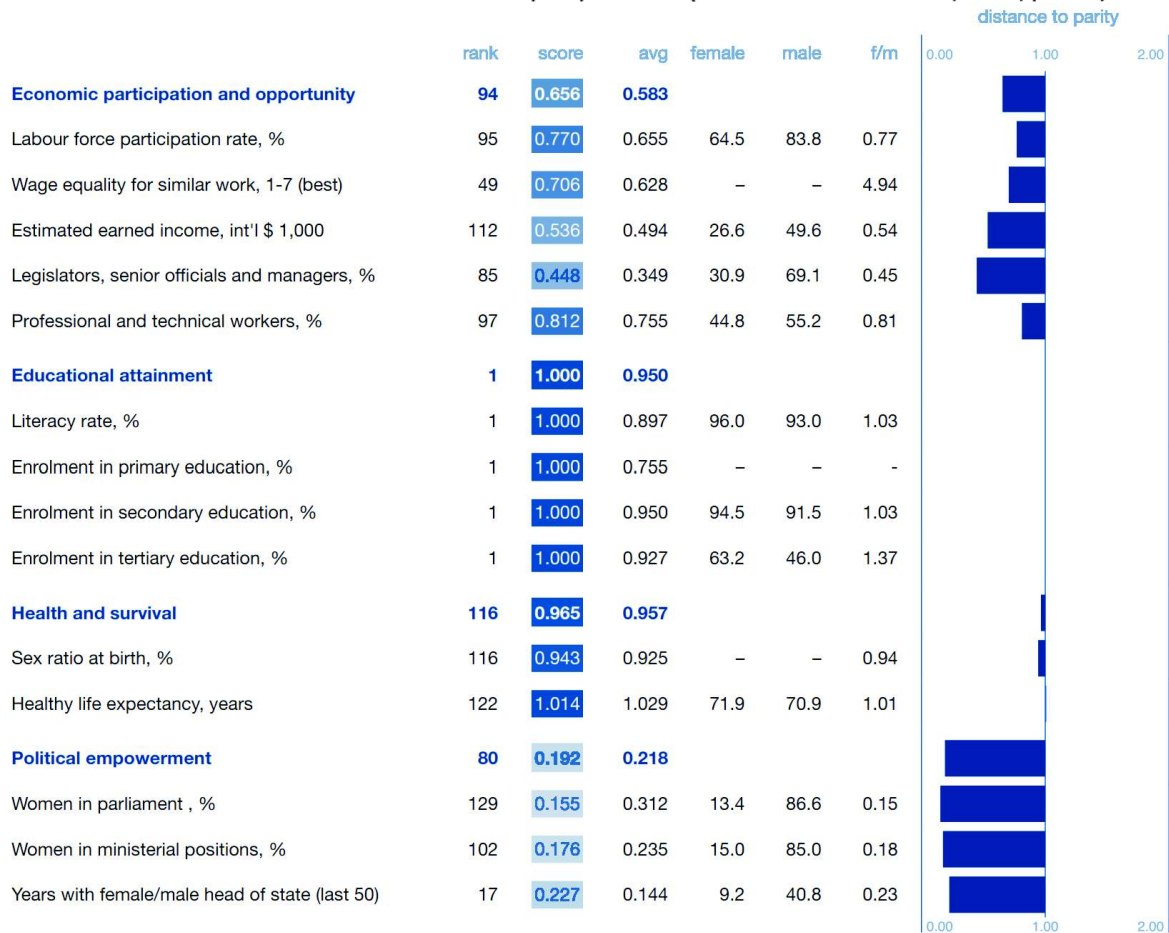 distance to parity
rank score avg female male f/m 0.00 1.00 2.00
Economic participation and opportunity 94 0.656 0.583
Labour force participation rate, % 95 0.770 0.655 64.5 83.8 0.77
Wage equality for similar work, 1-7 (best) 49 0.706 0.628 – – 4.94
Estimated earned income, int'l $ 1,000 112 0.536 0.494 26.6 49.6 0.54
Legislators, senior officials and managers, % 85 0.448 0.349 30.9 69.1 0.45
Professional and technical workers, % 97 0.812 0.755 44.8 55.2 0.81
Educational attainment 1 1.000 0.950
Literacy rate, % 1 1.000 0.897 96.0 93.0 1.03
Enrolment in primary education, % 1 1.000 0.755 – – -
Enrolment in secondary education, % 1 1.000 0.950 94.5 91.5 1.03
Enrolment in tertiary education, % 1 1.000 0.927 63.2 46.0 1.37
Health and survival 116 0.965 0.957
Sex ratio at birth, % 116 0.943 0.925 – – 0.94
Healthy life expectancy, years 122 1.014 1.029 71.9 70.9 1.01
Political empowerment 80 0.192 0.218
Women in parliament , % 129 0.155 0.312 13.4 86.6 0.15
Women in ministerial positions, % 102 0.176 0.235 15.0 85.0 0.18
Years with female/male head of state (last 50) 17 0.227 0.144 9.2 40.8 0.23
0.00 1.00 2.00